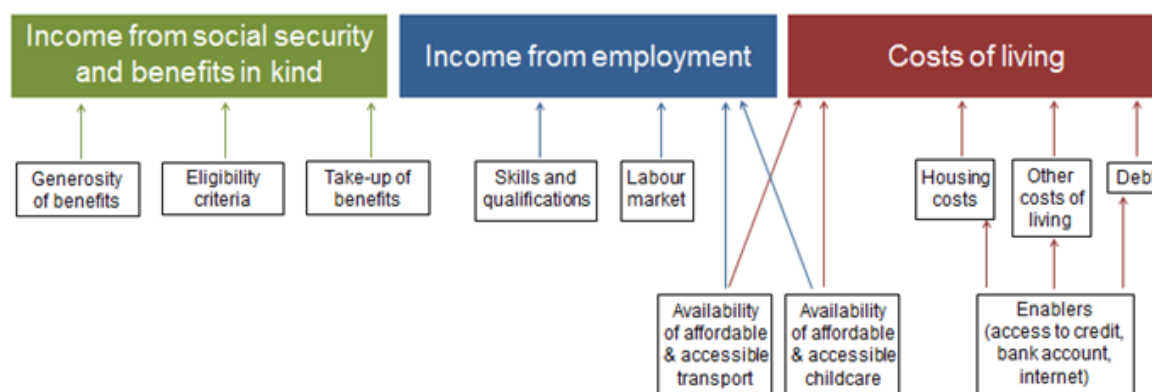 Income from social security
and benefits in kind
Income from employment
Costs of living
Generosity
of benefits
Eligibility
criteria
Take-up of
benefits
Skills and
qualifications
Labour
market
Housing
costs
Other
costs of
living
Debt
Availability
of affordable
& accessible
transport
Availability
of affordable
& accessible
childcare
Enablers
(access to credit,
bank account,
internet)